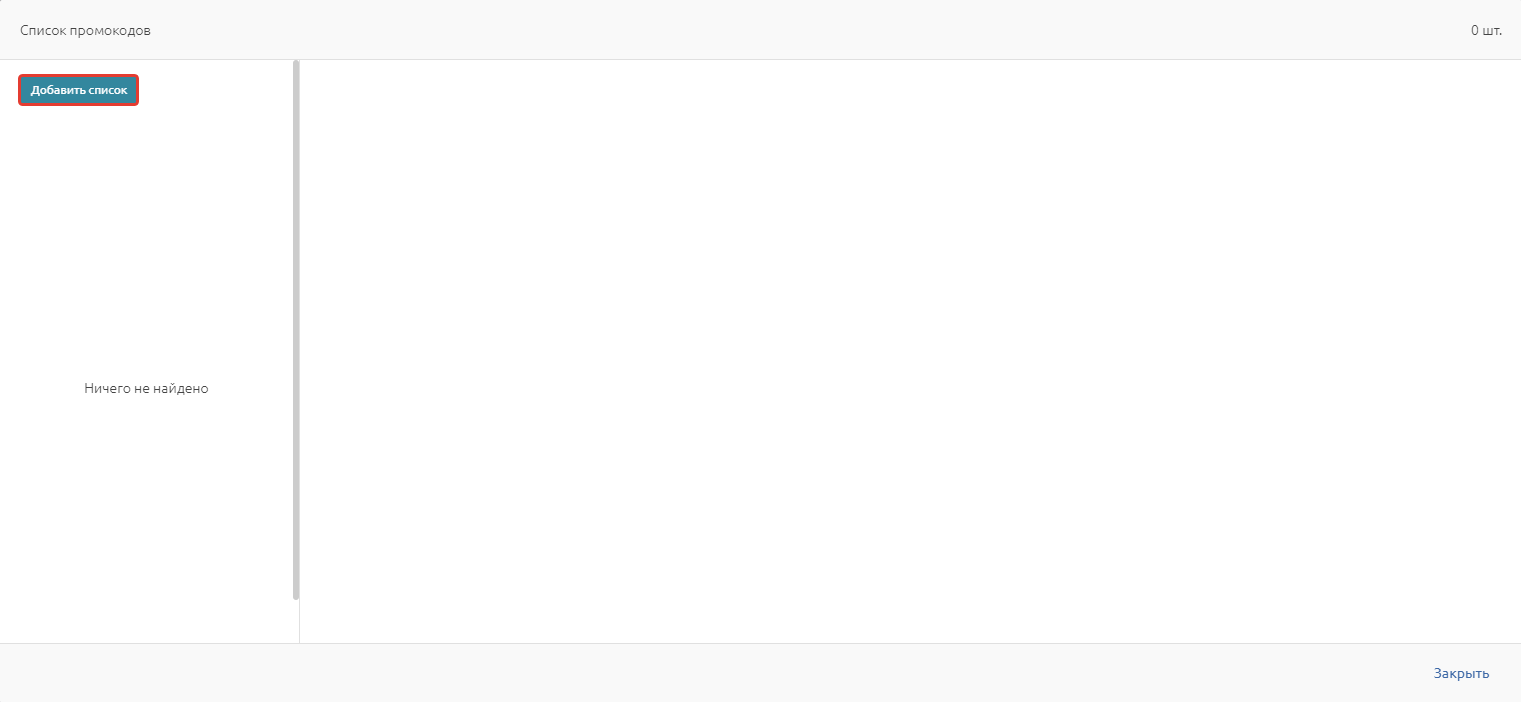 Список промокодов
0 шт.
Добавить список
Ничего не найдено
Закрыть